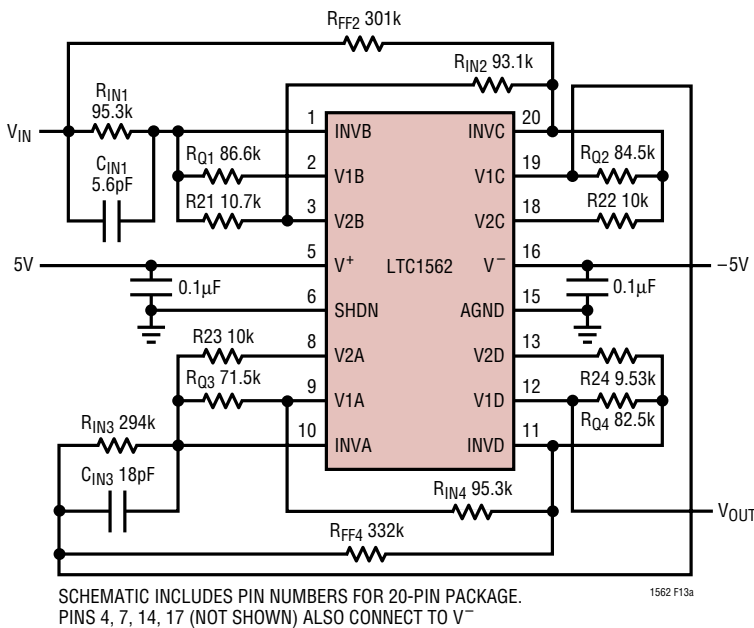 RFF2 301k
RIN2 93.1k
RIN1
95.3k
VIN
CIN1
5.6pF
RQ1 86.6k
R21 10.7k
1 INVB INVC 20
2 V1B V1C 19
3 V2B V2C 18
5 V+ LTC1562 V– 16
6 SHDN AGND 15
8 V2A V2D 13
9 V1A V1D 12
10 INVA INVD 11
RQ2 84.5k
R22 10k
5V
–5V
0.1µF
0.1µF
R23 10k
RQ3 71.5k
R24 9.53k
RQ4 82.5k
RIN3 294k
CIN3 18pF
RIN4 95.3k
VOUT
RFF4 332k
SCHEMATIC INCLUDES PIN NUMBERS FOR 20-PIN PACKAGE.
PINS 4, 7, 14, 17 (NOT SHOWN) ALSO CONNECT TO V–
1562 F13a